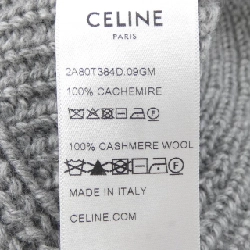 CELINE
PARIS
2A80T384D.09GM
100% CACHEMIRE
100% CASHMERE WOOL
MADE IN ITALY
CELINE.COM